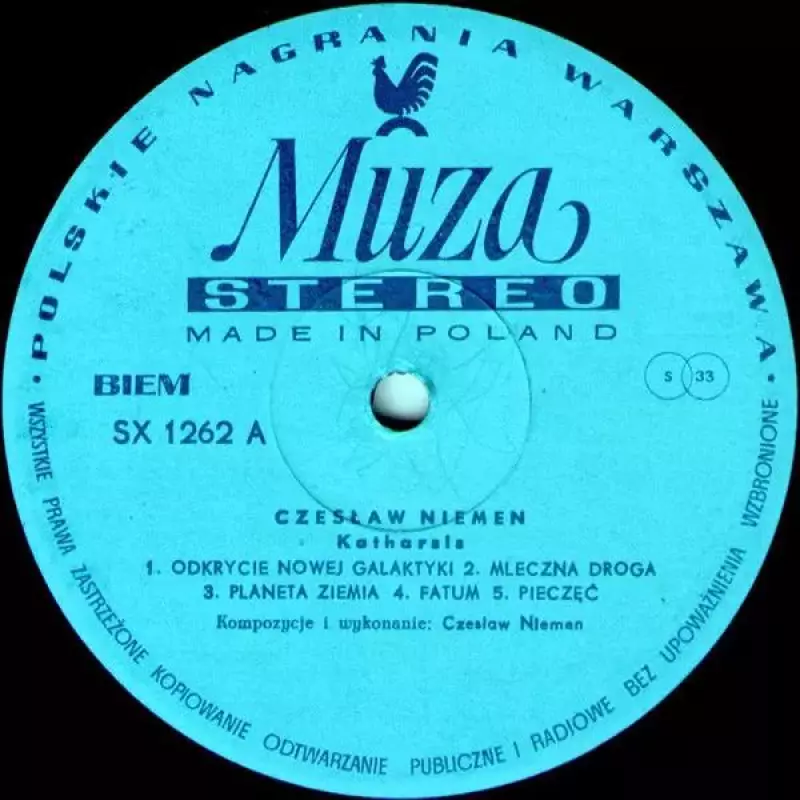 • POLSKIE NAGRANIA WARSZAWA •
Muza
STEREO
MADE IN POLAND
BIEM
SX 1262 A
S 33
CZESŁAW NIEMEN
Katharsis
1. ODKRYCIE NOWEJ GALAKTYKI 2. MLECZNA DROGA
3. PLANETA ZIEMIA 4. FATUM 5. PIECZĘĆ
Kompozycje i wykonanie: Czesław Niemen
WSZYSTKIE PRAWA ZASTRZEŻONE KOPIOWANIE ODTWARZANIE PUBLICZNE I RADIOWE BEZ UPOWAŻNIENIA WZBRONIONE